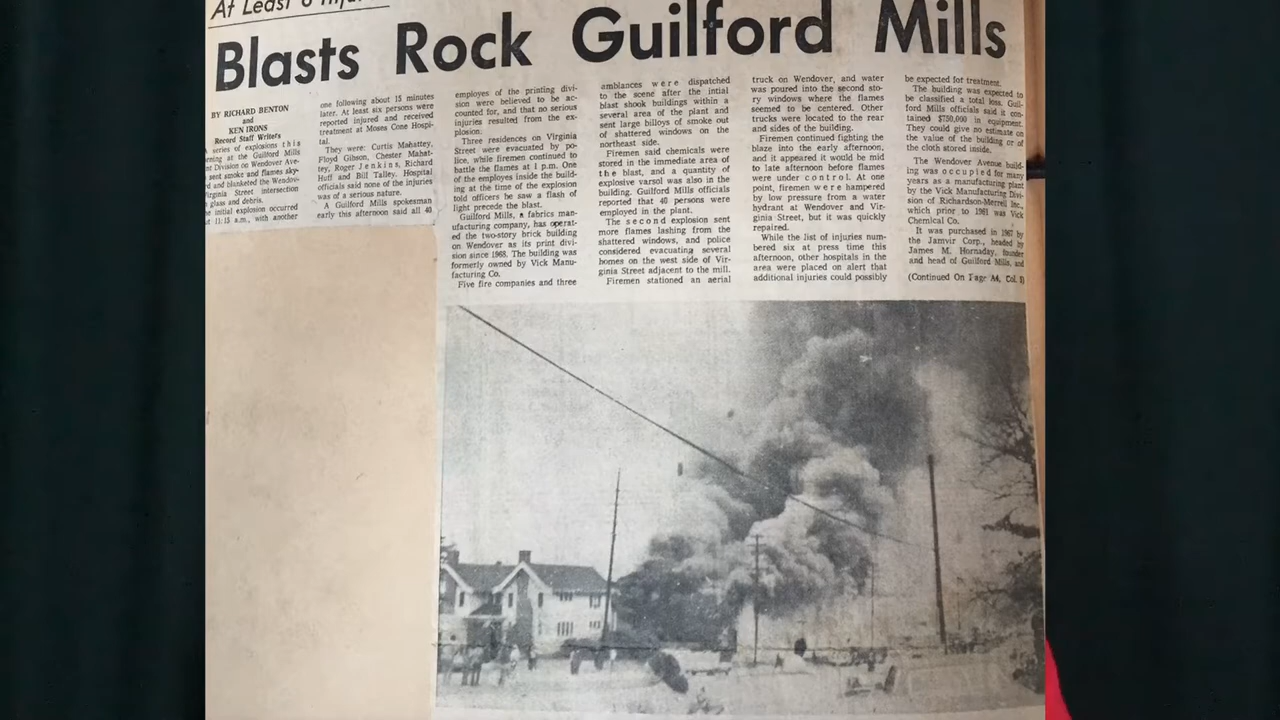 At Least 6
Blasts Rock Guilford Mills
BY RICHARD BENTON
and
KEN IRONS
Record Staff Writers
series of explosions this
at the Guilford Mills
Division on Wendover Ave-
sent smoke and flames sky-
and blanketed the Wendov-
Virginia Street intersection
glass and debris.
initial explosion occurred
11:15 a.m., with another
one following about 15 minutes
later. At least six persons were
reported injured and received
treatment at Moses Cone Hospi-
tal.
They were: Curtis Mahattey,
Floyd Gibson, Chester Mahat-
tey, Roger Jenkins, Richard
Huff and Bill Talley. Hospital
officials said none of the injuries
was of a serious nature.
A Guilford Mills spokesman
early this afternoon said all 40
employes of the printing divi-
sion were believed to be ac-
counted for, and that no serious
injuries resulted from the ex-
plosion.
Three residences on Virginia
Street were evacuated by po-
lice, while firemen continued to
battle the flames at 1 p.m. One
of the employes inside the build-
ing at the time of the explosion
told officers he saw a flash of
light precede the blast.
Guilford Mills, a fabrics man-
ufacturing company, has operat-
ed the two-story brick building
on Wendover as its print divi-
sion since 1968. The building was
formerly owned by Vick Manu-
facturing Co.
Five fire companies and three
amblances were dispatched
to the scene after the intial
blast shook buildings within a
several area of the plant and
sent large billoys of smoke out
of shattered windows on the
northeast side.
Firemen said chemicals were
stored in the immediate area of
the blast, and a quantity of
explosive varsol was also in the
building. Guilford Mills officials
reported that 40 persons were
employed in the plant.
The second explosion sent
more flames lashing from the
shattered windows, and police
considered evacuating several
homes on the west side of Vir-
ginia Street adjacent to the mill.
Firemen stationed an aerial
truck on Wendover, and water
was poured into the second sto-
ry windows where the flames
seemed to be centered. Other
trucks were located to the rear
and sides of the building.
Firemen continued fighting the
blaze into the early afternoon,
and it appeared it would be mid
to late afternoon before flames
were under control. At one
point, firemen were hampered
by low pressure from a water
hydrant at Wendover and Vir-
ginia Street, but it was quickly
repaired.
While the list of injuries num-
bered six at press time this
afternoon, other hospitals in the
area were placed on alert that
additional injuries could possibly
be expected for treatment.
The building was expected to
be classified a total loss. Guil-
ford Mills officials said it con-
tained $750,000 in equipment.
They could give no estimate on
the value of the building or of
the cloth stored inside.
The Wendover Avenue build-
ing was occupied for many
years as a manufacturing plant
by the Vick Manufacturing Divi-
sion of Richardson-Merrell Inc.,
which prior to 1961 was Vick
Chemical Co.
It was purchased in 1967 by
the Jamvir Corp., headed by
James M. Hornaday, founder
and head of Guilford Mills, and
(Continued On Page A4, Col. 8)